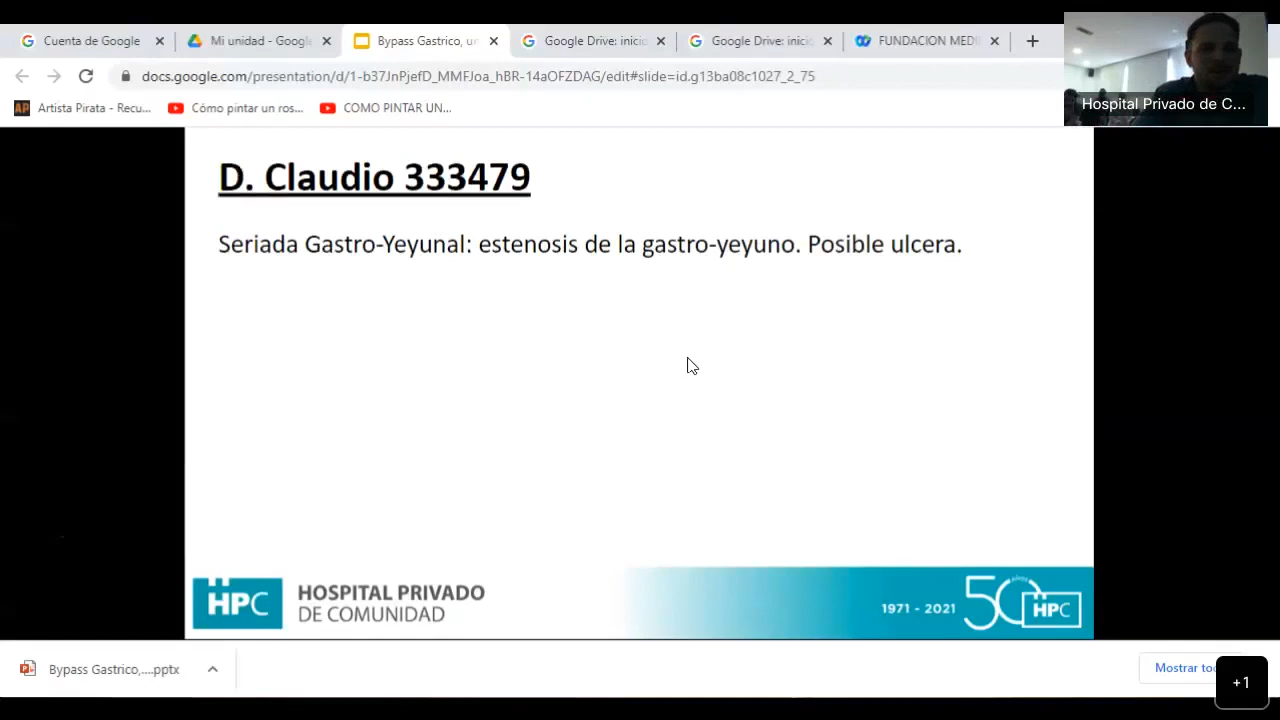 Cuenta de Google
Mi unidad - Google
Bypass Gastrico, un
Google Drive: inicio
Google Drive: inicio
FUNDACION MEDI
docs.google.com/presentation/d/1-b37JnPjefD_MMFJoa_hBR-14aOFZDAG/edit#slide=id.g13ba08c1027_2_75
Hospital Privado de C...
AP Artista Pirata - Recu...
Cómo pintar un ros...
COMO PINTAR UN...
D. Claudio 333479
Seriada Gastro-Yeyunal: estenosis de la gastro-yeyuno. Posible ulcera.
HPC HOSPITAL PRIVADO
DE COMUNIDAD
1971 - 2021 50 años HPC
Bypass Gastrico,....pptx
Mostrar to
+1